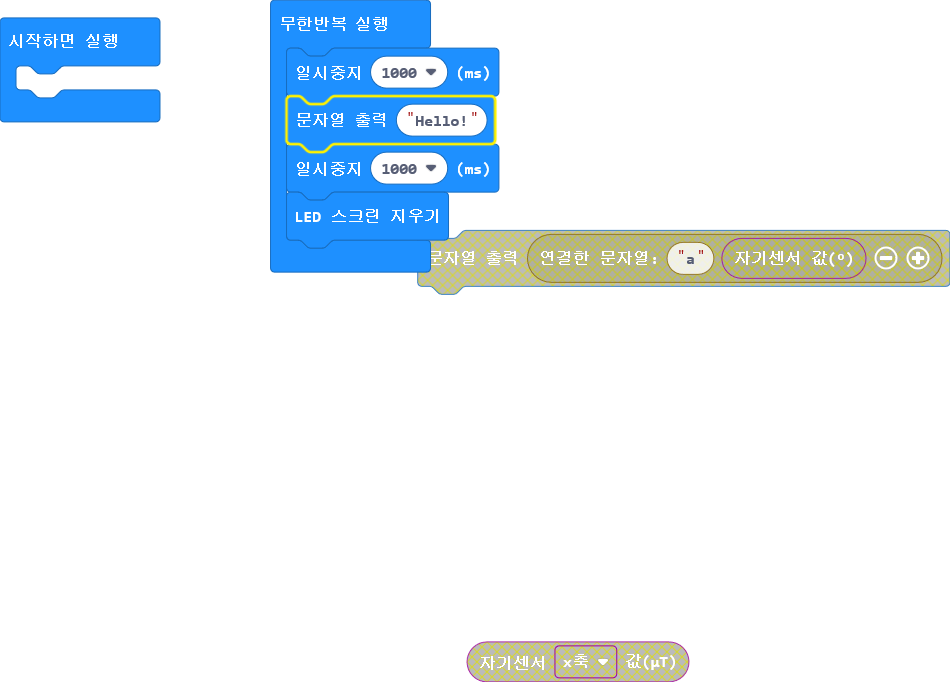 시작하면 실행
무한반복 실행
일시중지 1000 (ms)
문자열 출력 "Hello!"
일시중지 1000 (ms)
LED 스크린 지우기
문자열 출력 연결한 문자열: "a" 자기센서 값(º)
자기센서 x축 값(µT)